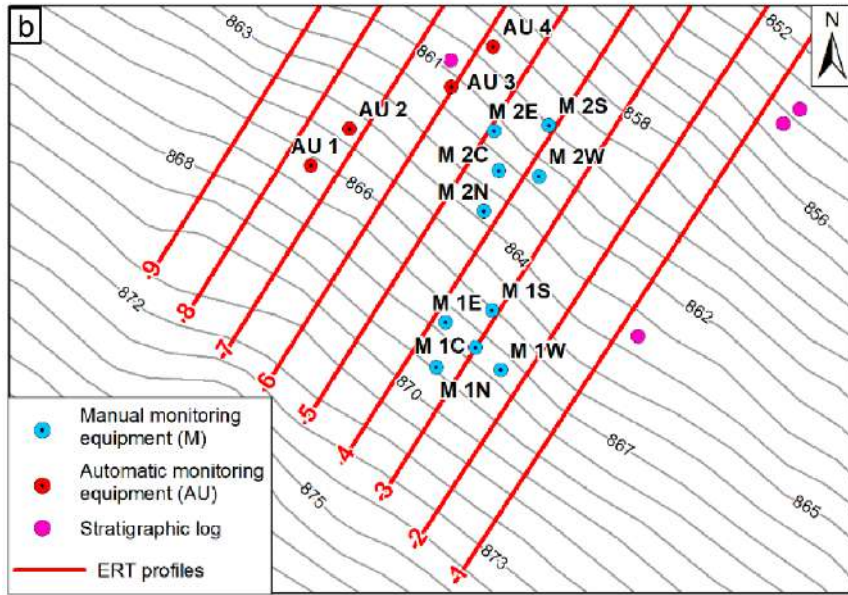 b
N
863
861
AU 4
852
AU 3
AU 2
M 2E
M 2S
858
AU 1
868
M 2C
M 2W
866
856
M 2N
864
872
M 1E
M 1S
862
M 1C
M 1W
870
M 1N
867
875
865
873
-9
-8
-7
-6
-5
-4
-3
-2
-1
Manual monitoring
equipment (M)
Automatic monitoring
equipment (AU)
Stratigraphic log
ERT profiles